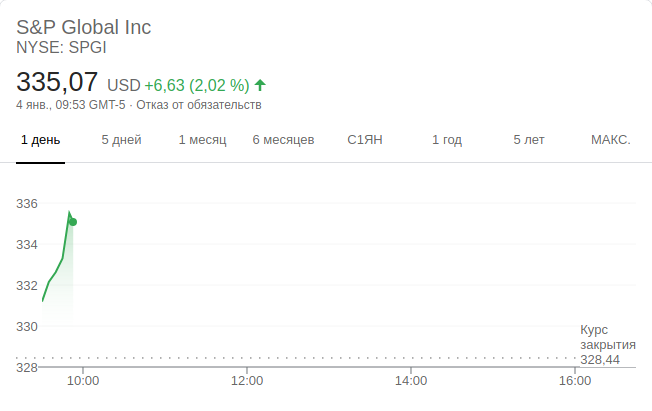 S&P Global Inc
NYSE: SPGI
335,07 USD +6,63 (2,02 %)
4 янв., 09:53 GMT-5 · Отказ от обязательств
1 день 5 дней 1 месяц 6 месяцев С1ЯН 1 год 5 лет МАКС.
336
334
332
330
Курс
закрытия
328,44
328
10:00 12:00 14:00 16:00